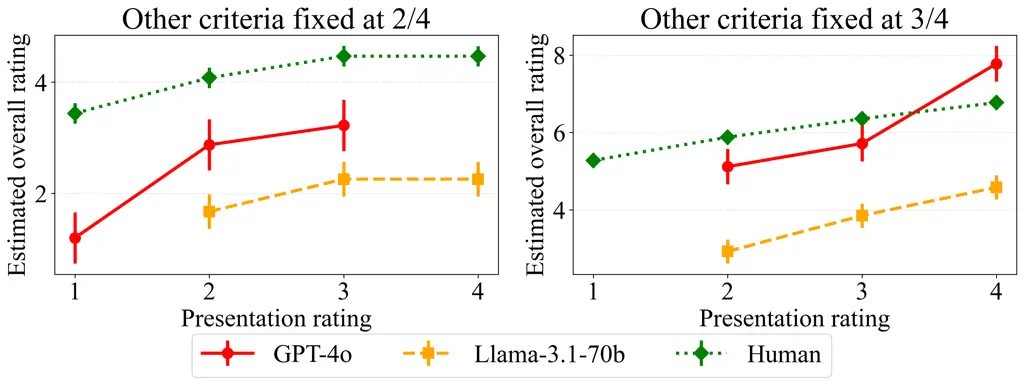 Other criteria fixed at 2/4
Estimated overall rating
4
2
1 2 3 4
Presentation rating
Other criteria fixed at 3/4
Estimated overall rating
8
6
4
1 2 3 4
Presentation rating
GPT-4o Llama-3.1-70b Human